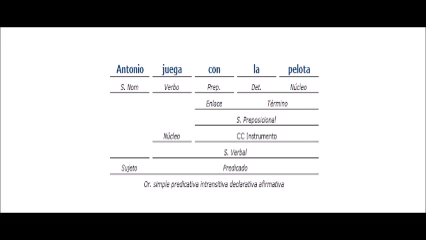 Antonio juega con la pelota
S. Nom Verbo Prep. Det. Núcleo
Enlace Término
S. Preposicional
Núcleo CC Instrumento
S. Verbal
Sujeto Predicado
Or. simple predicativa intransitiva declarativa afirmativa